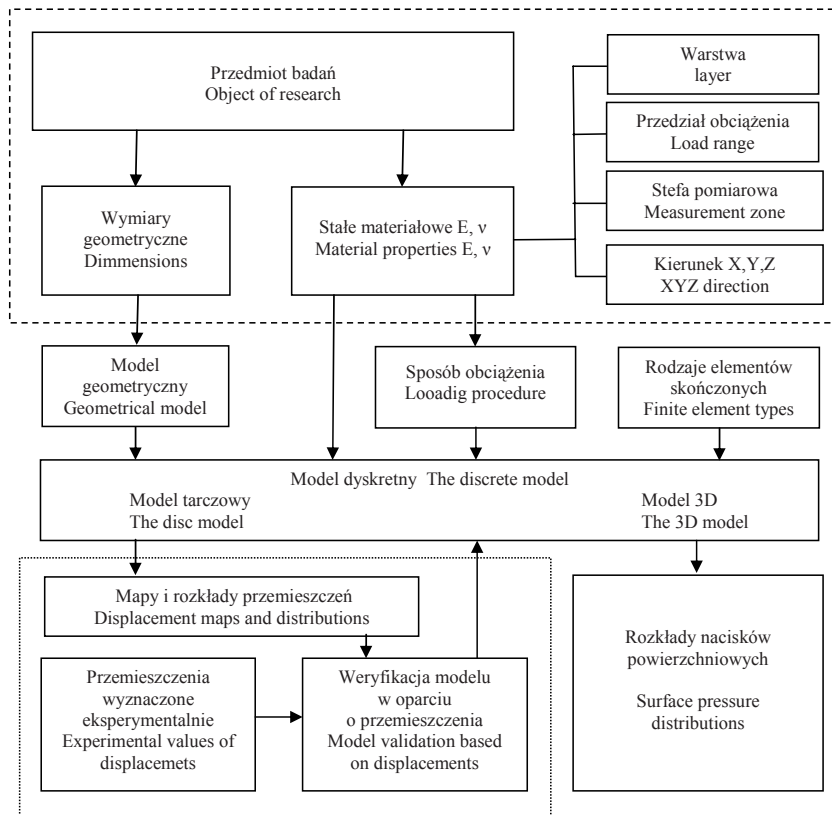 Przedmiot badań
Object of research
Warstwa
layer
Przedział obciążenia
Load range
Stefa pomiarowa
Measurement zone
Kierunek X,Y,Z
XYZ direction
Wymiary
geometryczne
Dimmensions
Stałe materiałowe E, ν
Material properties E, ν
Model
geometryczny
Geometrical model
Sposób obciążenia
Looadig procedure
Rodzaje elementów
skończonych
Finite element types
Model dyskretny The discrete model
Model tarczowy
The disc model
Model 3D
The 3D model
Mapy i rozkłady przemieszczeń
Displacement maps and distributions
Przemieszczenia
wyznaczone
eksperymentalnie
Experimental values of
displacemets
Weryfikacja modelu
w oparciu
o przemieszczenia
Model validation based
on displacements
Rozkłady nacisków
powierzchniowych
Surface pressure
distributions